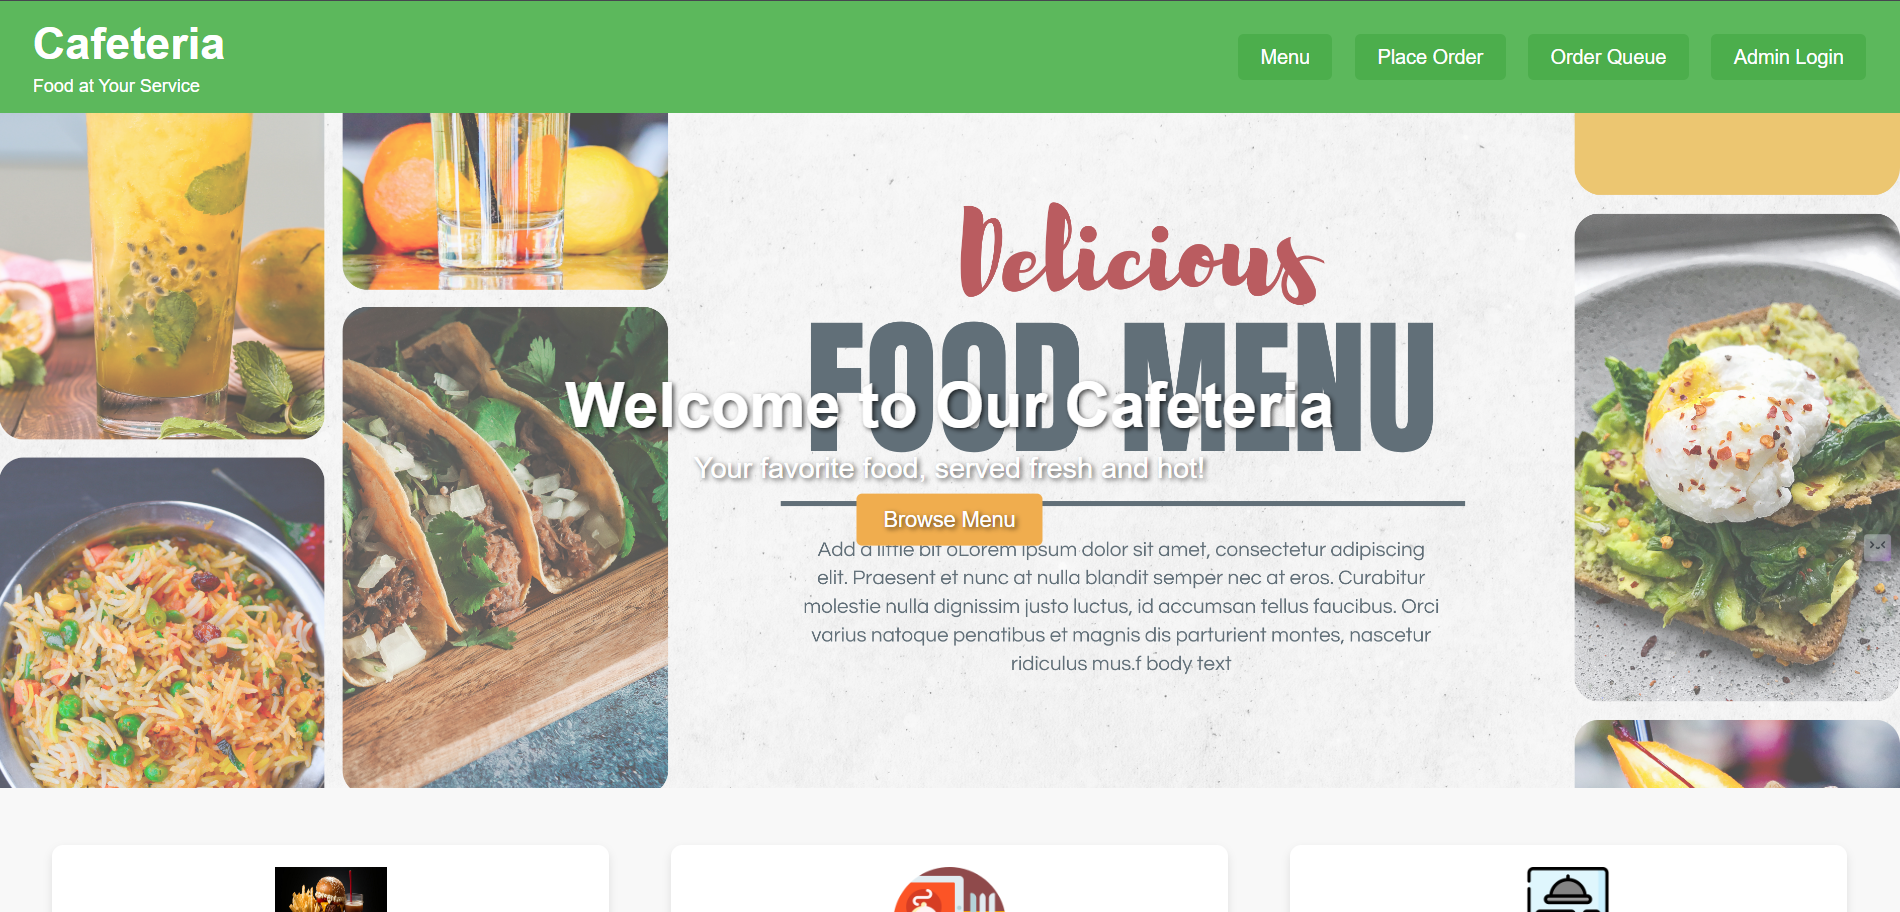 Cafeteria
Food at Your Service
Menu
Place Order
Order Queue
Admin Login
Delicious
FOOD MENU
Welcome to Our Cafeteria
Your favorite food, served fresh and hot!
Browse Menu
Add a little bit oLorem ipsum dolor sit amet, consectetur adipiscing
elit. Praesent et nunc at nulla blandit semper nec at eros. Curabitur
molestie nulla dignissim justo luctus, id accumsan tellus faucibus. Orci
varius natoque penatibus et magnis dis parturient montes, nascetur
ridiculus mus.f body text